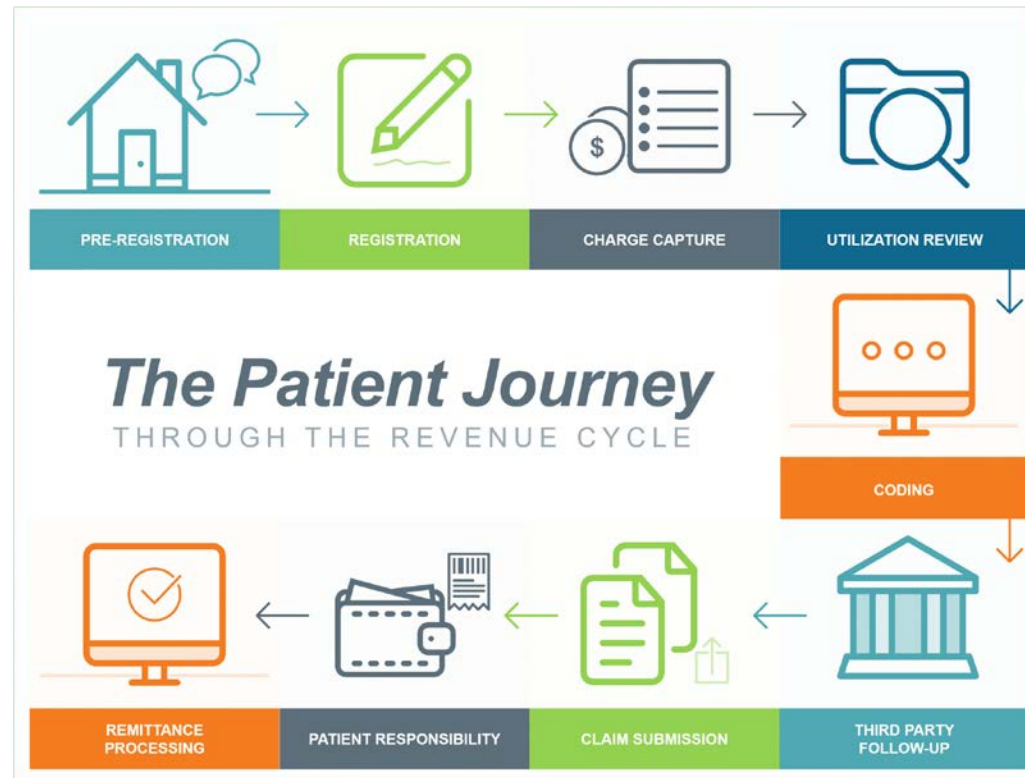 $
PRE-REGISTRATION
REGISTRATION
CHARGE CAPTURE
UTILIZATION REVIEW
The Patient Journey
THROUGH THE REVENUE CYCLE
CODING
THIRD PARTY
FOLLOW-UP
CLAIM SUBMISSION
PATIENT RESPONSIBILITY
REMITTANCE
PROCESSING